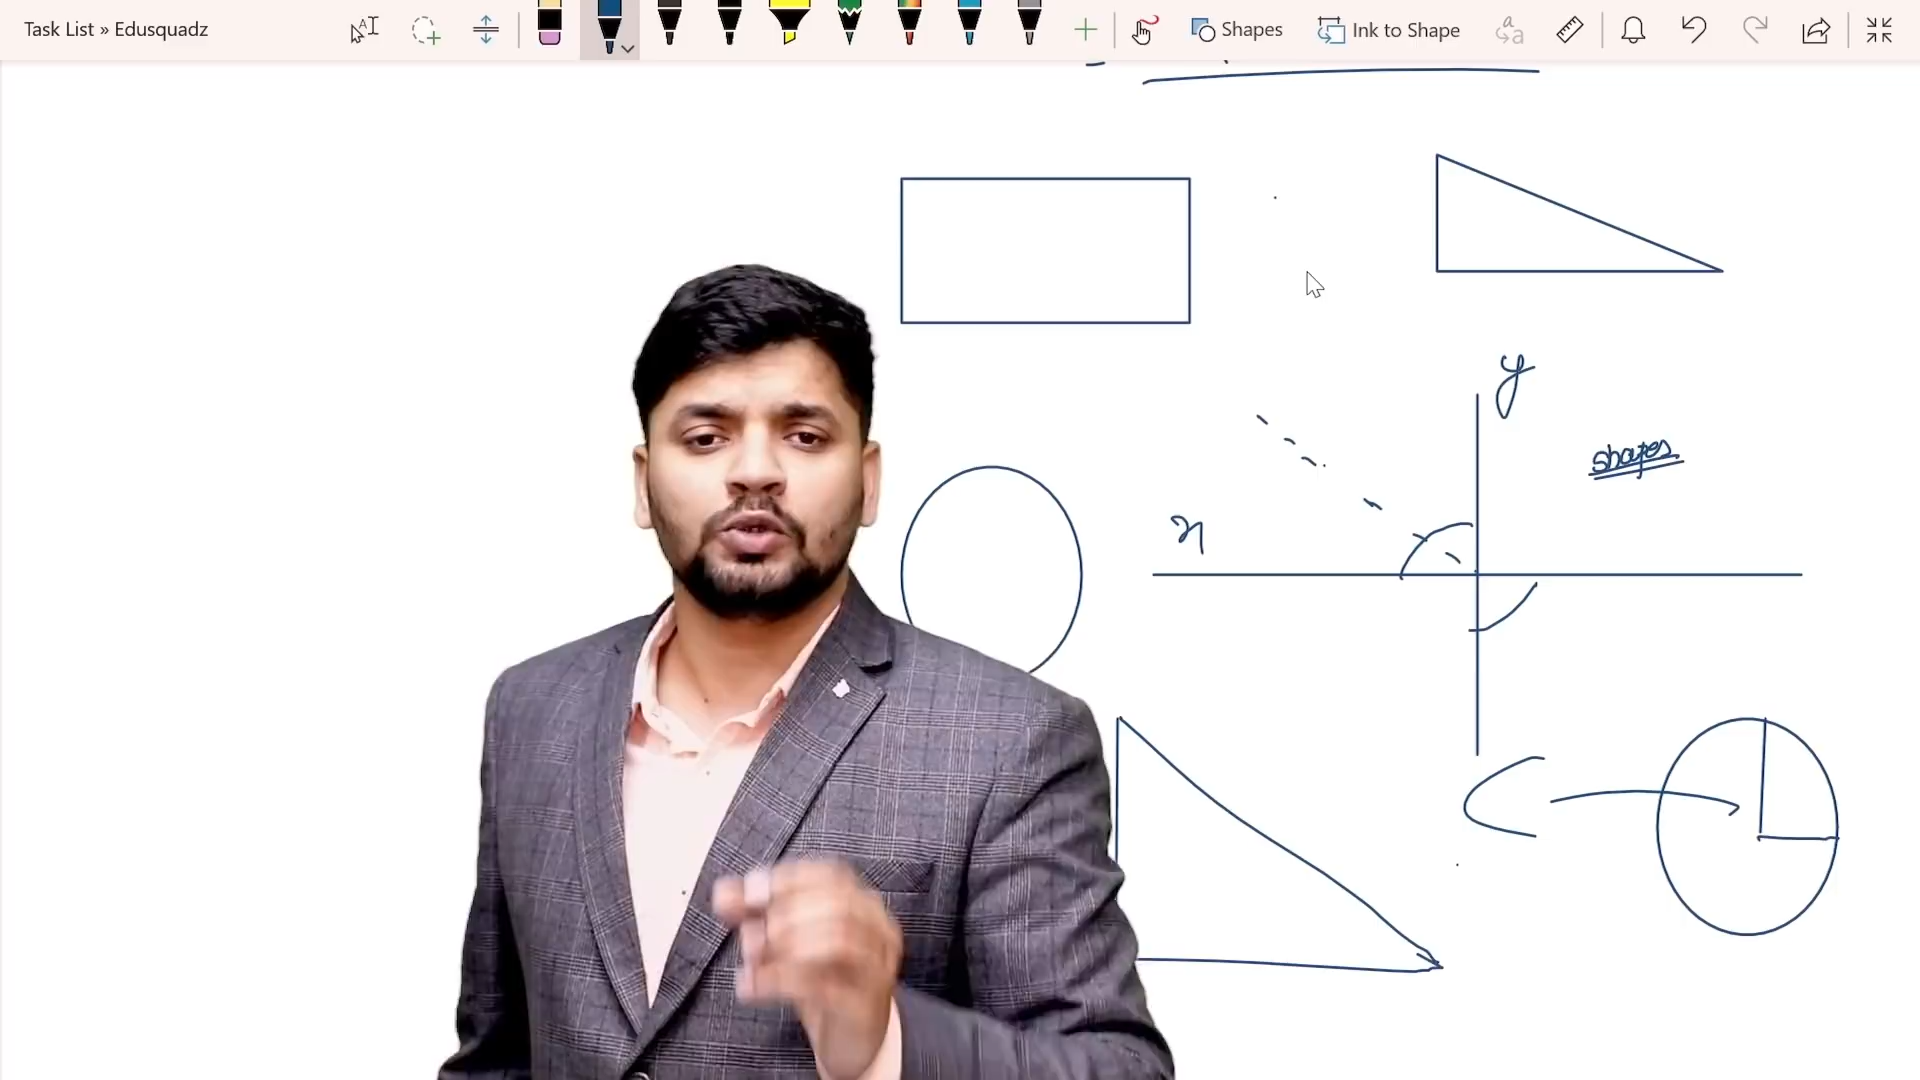 Task List » Edusquadz
Shapes
Ink to Shape
y
shapes
x